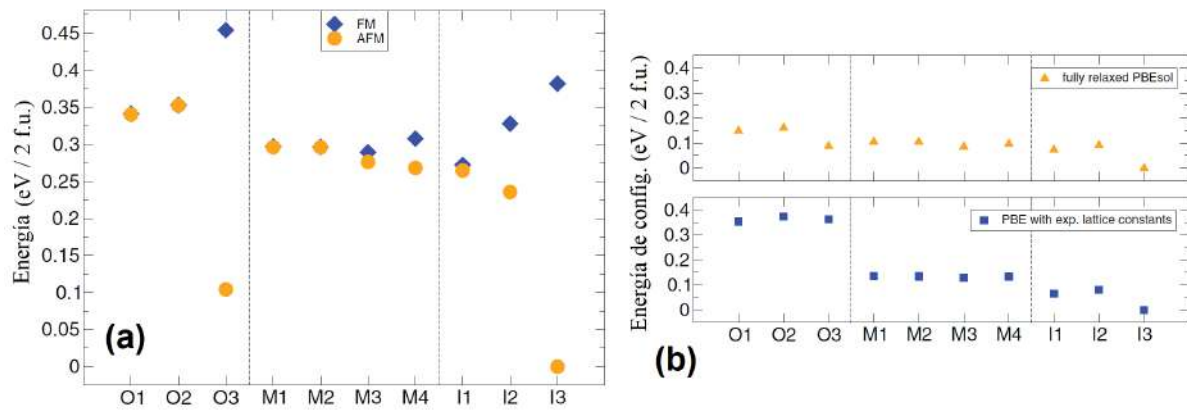 0.45
0.4
0.35
0.3
0.25
0.2
0.15
0.1
0.05
0
Energía (eV / 2 f.u.)
FM
AFM
(a)
O1 O2 O3 M1 M2 M3 M4 I1 I2 I3
Energía de config. (eV / 2 f.u.)
0.4
0.3
0.2
0.1
0
fully relaxed PBEsol
0.4
0.3
0.2
0.1
0
PBE with exp. lattice constants
(b)
O1 O2 O3 M1 M2 M3 M4 I1 I2 I3